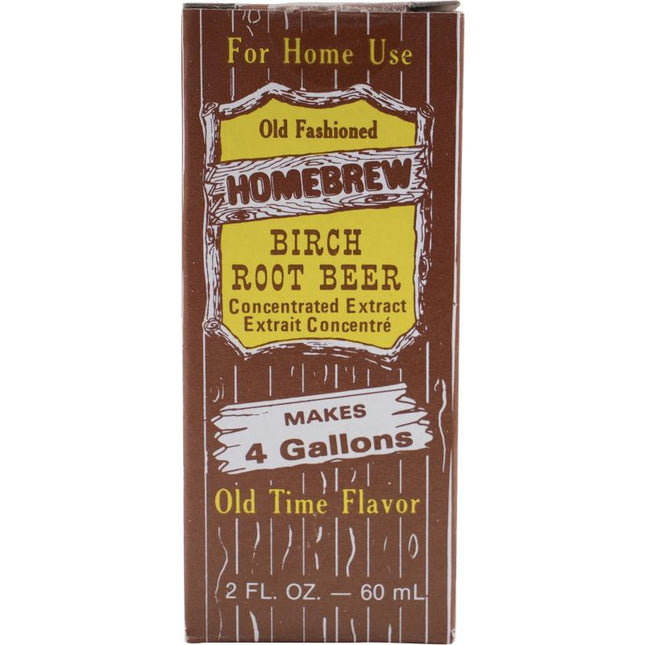 For Home Use
Old Fashioned
HOMEBREW
BIRCH
ROOT BEER
Concentrated Extract
Extrait Concentré
MAKES
4 Gallons
Old Time Flavor
2 FL. OZ. — 60 mL